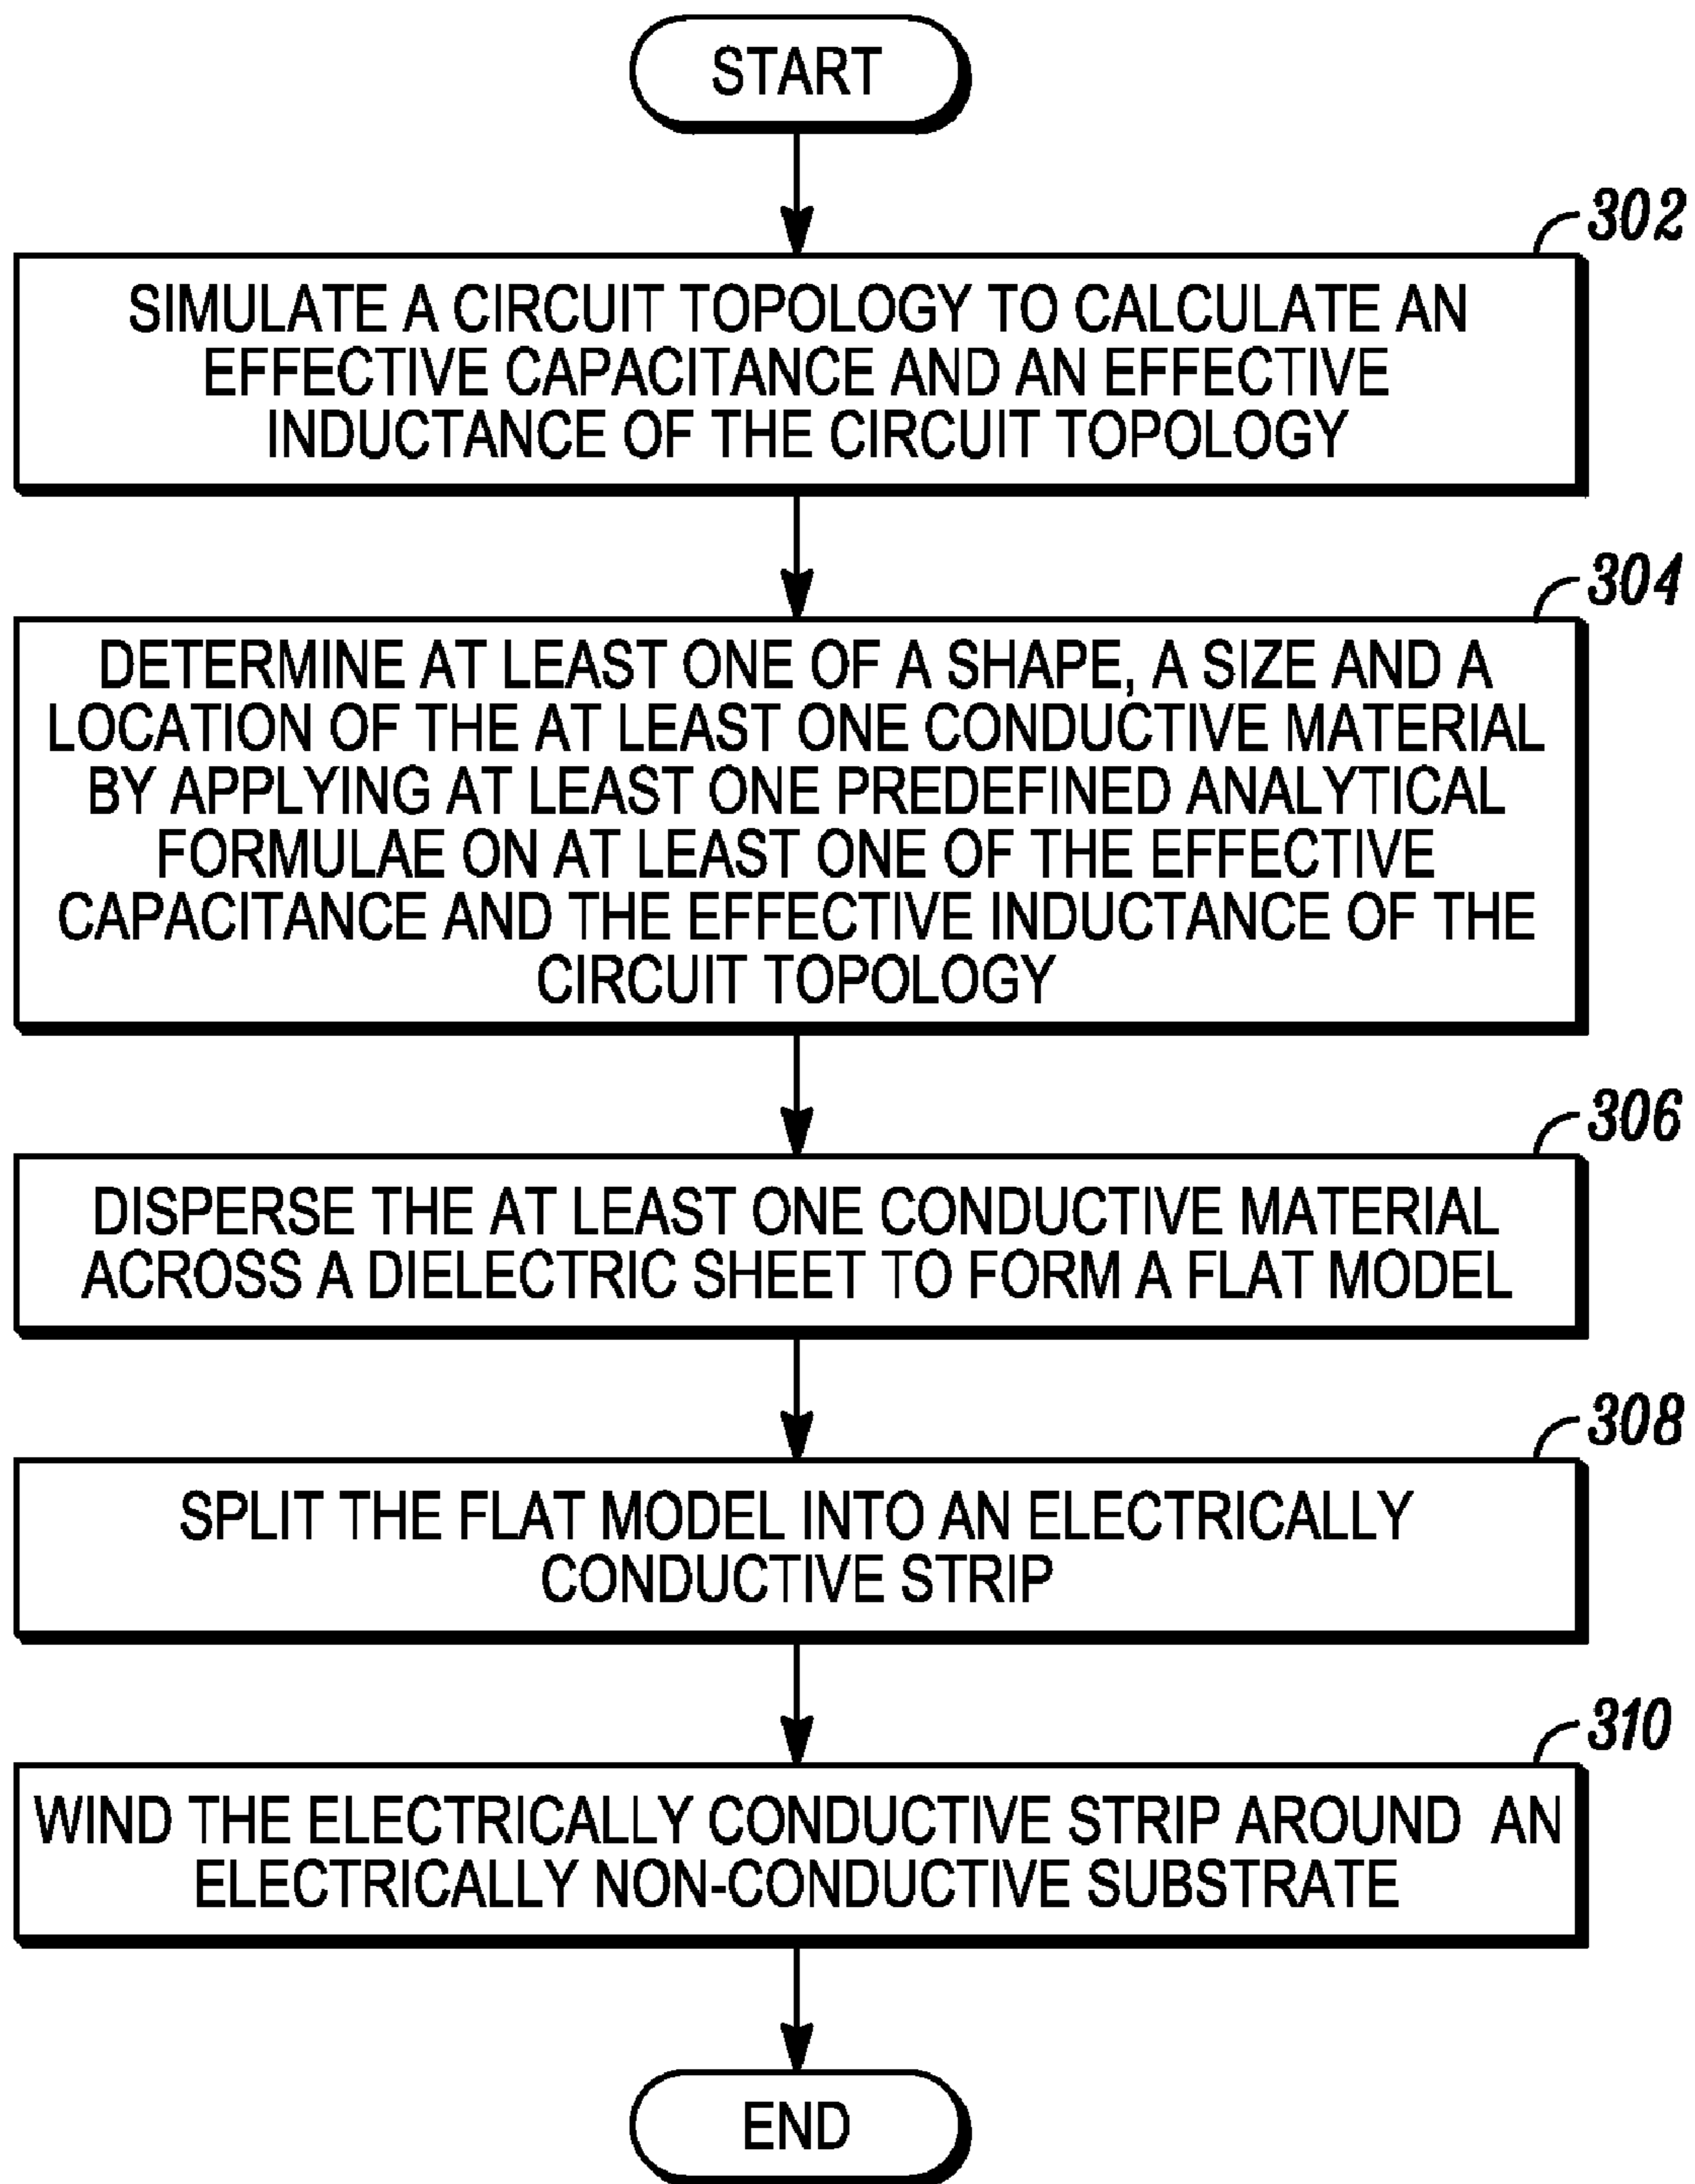 START
302
SIMULATE A CIRCUIT TOPOLOGY TO CALCULATE AN
EFFECTIVE CAPACITANCE AND AN EFFECTIVE
INDUCTANCE OF THE CIRCUIT TOPOLOGY
304
DETERMINE AT LEAST ONE OF A SHAPE, A SIZE AND A
LOCATION OF THE AT LEAST ONE CONDUCTIVE MATERIAL
BY APPLYING AT LEAST ONE PREDEFINED ANALYTICAL
FORMULAE ON AT LEAST ONE OF THE EFFECTIVE
CAPACITANCE AND THE EFFECTIVE INDUCTANCE OF THE
CIRCUIT TOPOLOGY
306
DISPERSE THE AT LEAST ONE CONDUCTIVE MATERIAL
ACROSS A DIELECTRIC SHEET TO FORM A FLAT MODEL
308
SPLIT THE FLAT MODEL INTO AN ELECTRICALLY
CONDUCTIVE STRIP
310
WIND THE ELECTRICALLY CONDUCTIVE STRIP AROUND AN
ELECTRICALLY NON-CONDUCTIVE SUBSTRATE
END